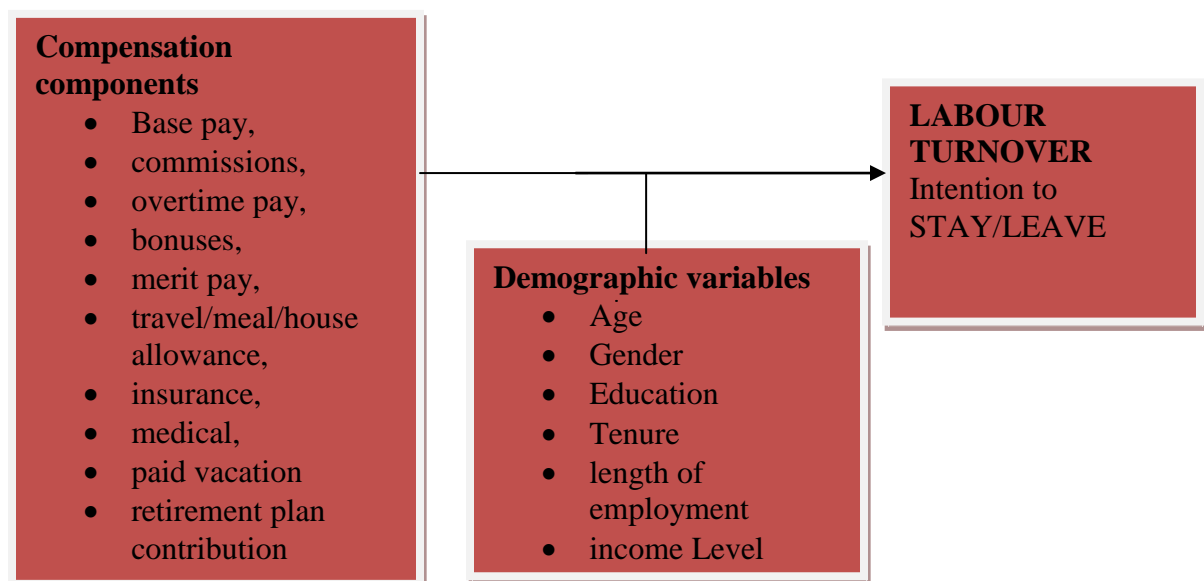 Compensation
components
• Base pay,
• commissions,
• overtime pay,
• bonuses,
• merit pay,
• travel/meal/house
allowance,
• insurance,
• medical,
• paid vacation
• retirement plan
contribution
LABOUR
TURNOVER
Intention to
STAY/LEAVE
Demographic variables
• Age
• Gender
• Education
• Tenure
• length of
employment
• income Level